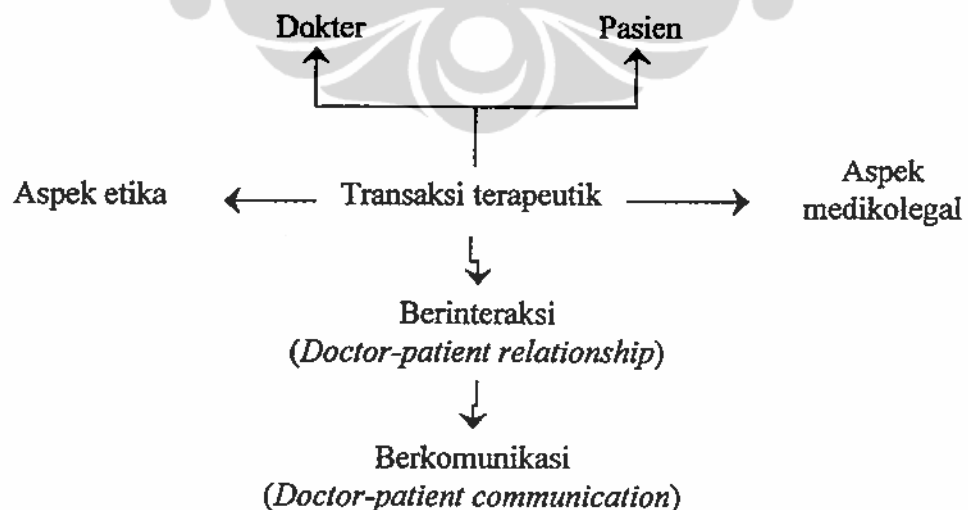 Dokter Pasien
Aspek etika Transaksi terapeutik Aspek
medikolegal
Berinteraksi
(Doctor-patient relationship)
Berkomunikasi
(Doctor-patient communication)